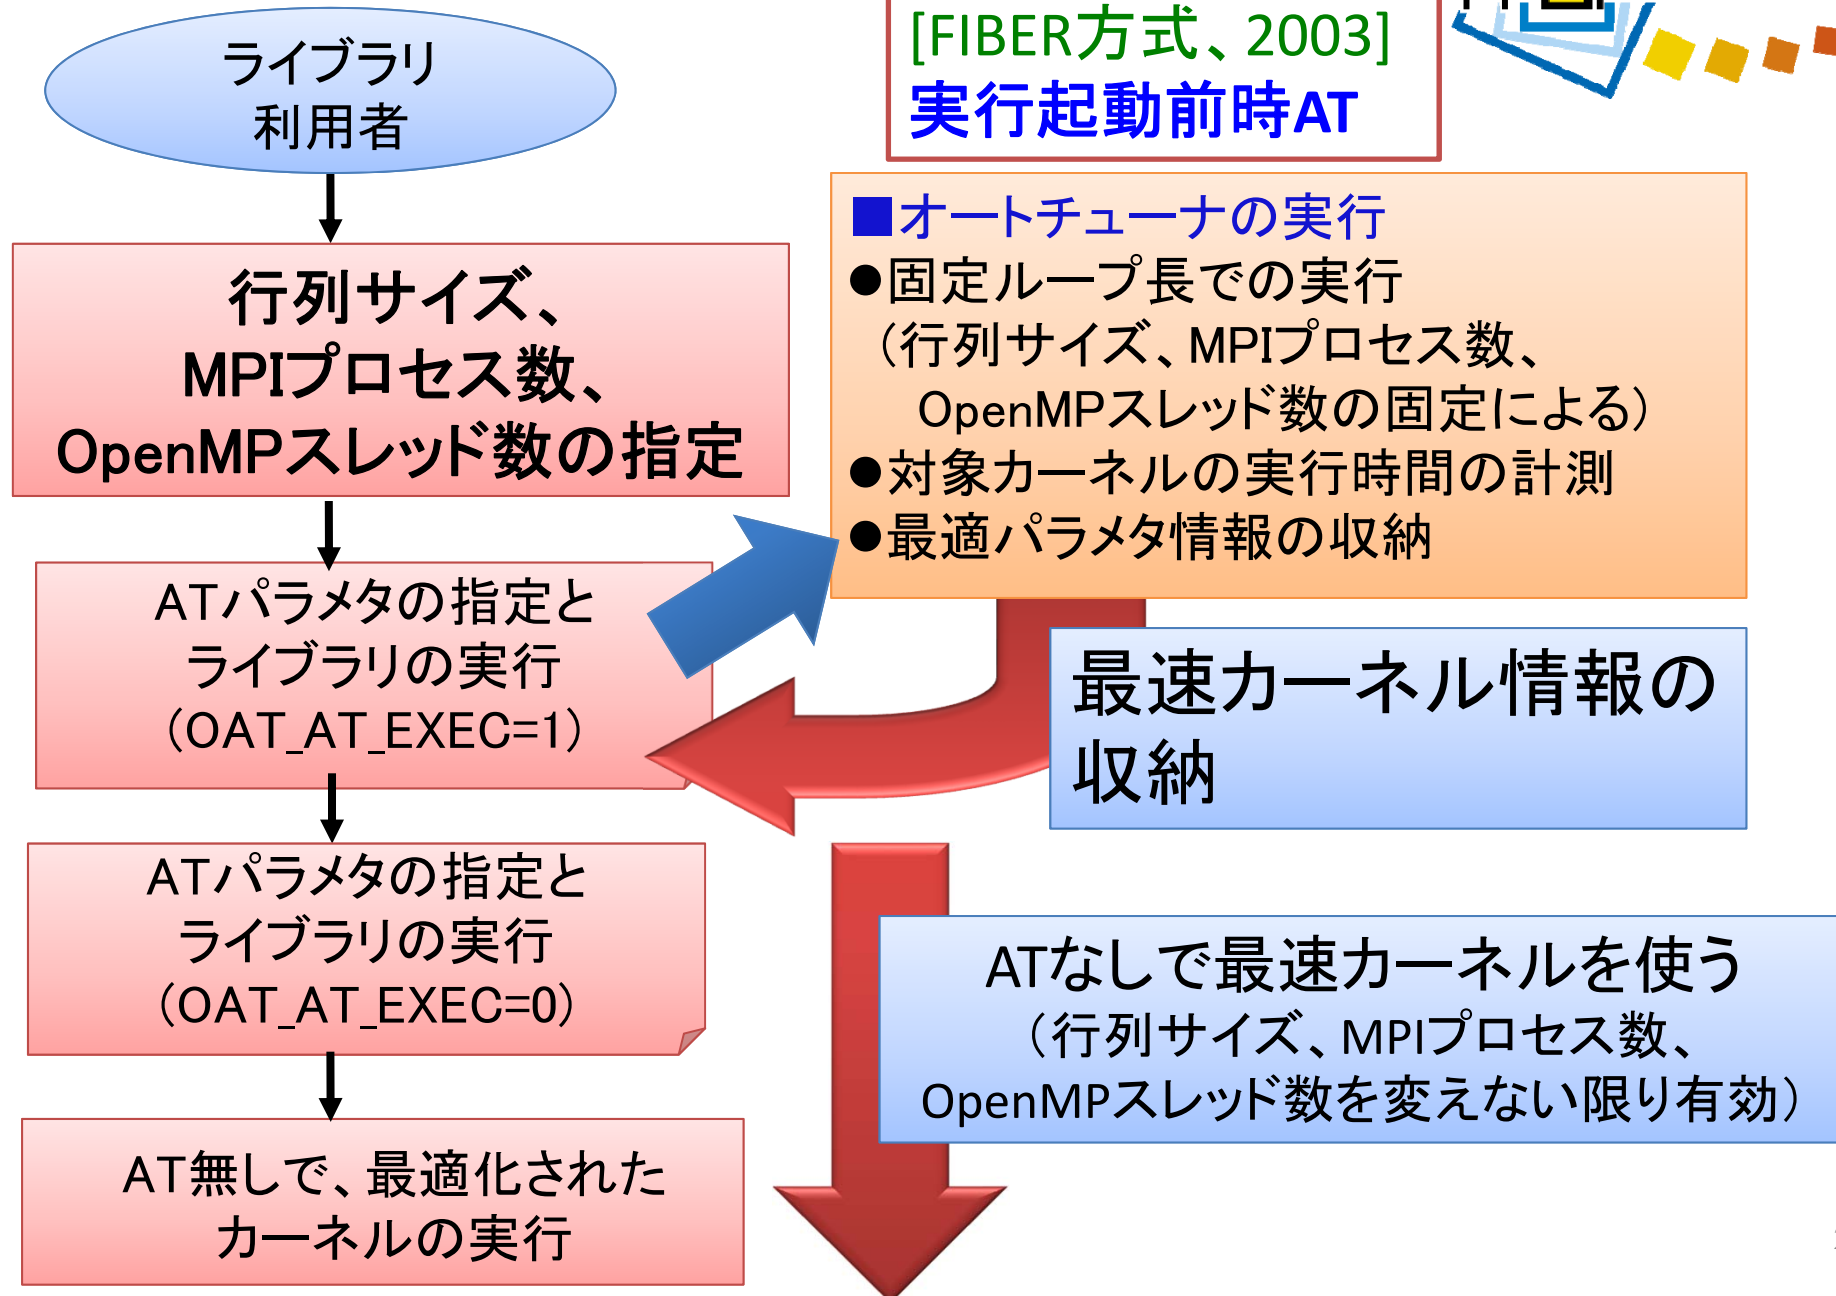 ライブラリ
利用者
[FIBER方式、2003]
実行起動前時AT
行列サイズ、
MPIプロセス数、
OpenMPスレッド数の指定
■オートチューナの実行
●固定ループ長での実行
（行列サイズ、MPIプロセス数、
OpenMPスレッド数の固定による）
●対象カーネルの実行時間の計測
●最適パラメタ情報の収納
ATパラメタの指定と
ライブラリの実行
（OAT_AT_EXEC=1）
最速カーネル情報の
収納
ATパラメタの指定と
ライブラリの実行
（OAT_AT_EXEC=0）
ATなしで最速カーネルを使う
（行列サイズ、MPIプロセス数、
OpenMPスレッド数を変えない限り有効）
AT無しで、最適化された
カーネルの実行